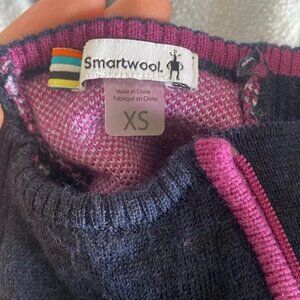 Smartwool.
Made in China
Fabriqué en Chine
XS